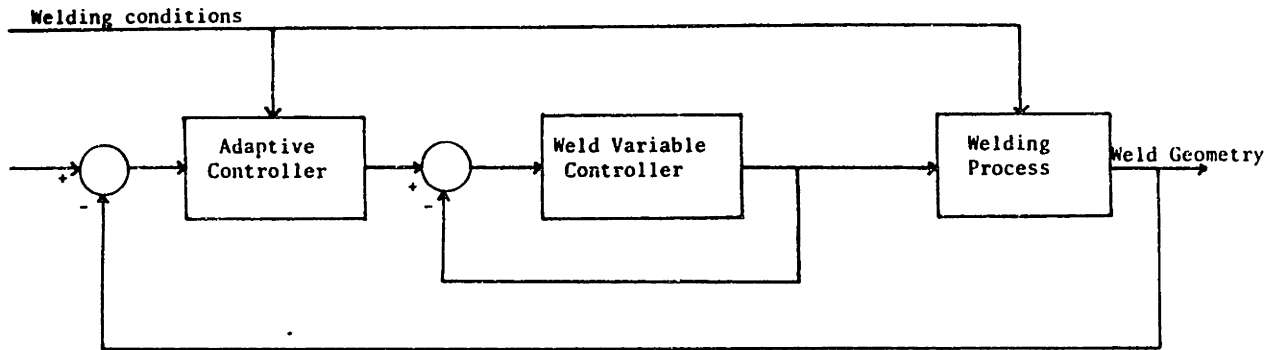 Welding conditions
Adaptive
Controller
Weld Variable
Controller
Welding
Process
Weld Geometry
+
-
+
-